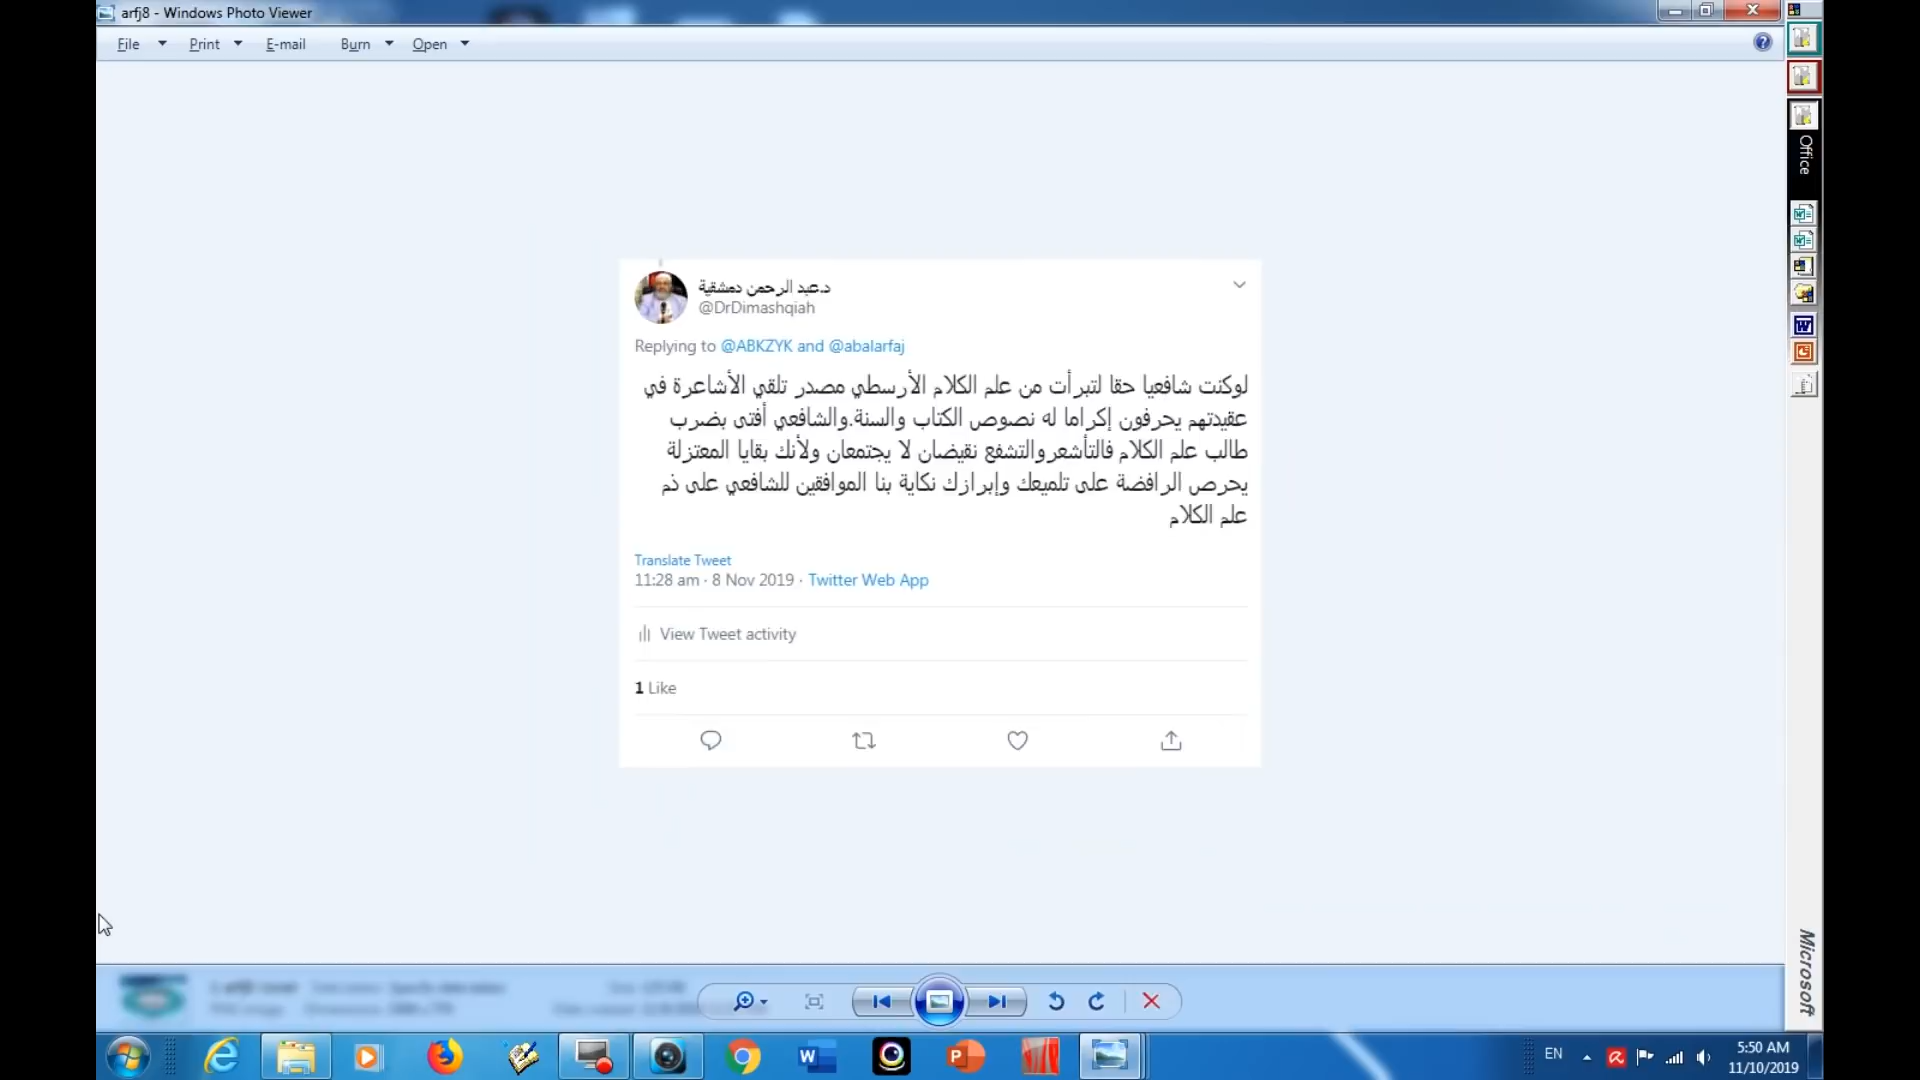 arfj8 - Windows Photo Viewer
File Print E-mail Burn Open
Office
د.عبد الرحمن دمشقية
@DrDimashqiah
Replying to @ABKZYK and @abalarfaj
لوكنت شافعيا حقا لتبرأت من علم الكلام الأرسطي مصدر تلقي الأشاعرة في
عقيدتهم يحرفون إكراما له نصوص الكتاب والسنة.والشافعي أفتى بضرب
طالب علم الكلام فالتأشعروالتشفع نقيضان لا يجتمعان ولأنك بقايا المعتزلة
يحرص الرافضة على تلميعك وإبرازك نكاية بنا الموافقين للشافعي على ذم
علم الكلام
Translate Tweet
11:28 am · 8 Nov 2019 · Twitter Web App
View Tweet activity
1 Like
Microsoft
EN
5:50 AM
11/10/2019